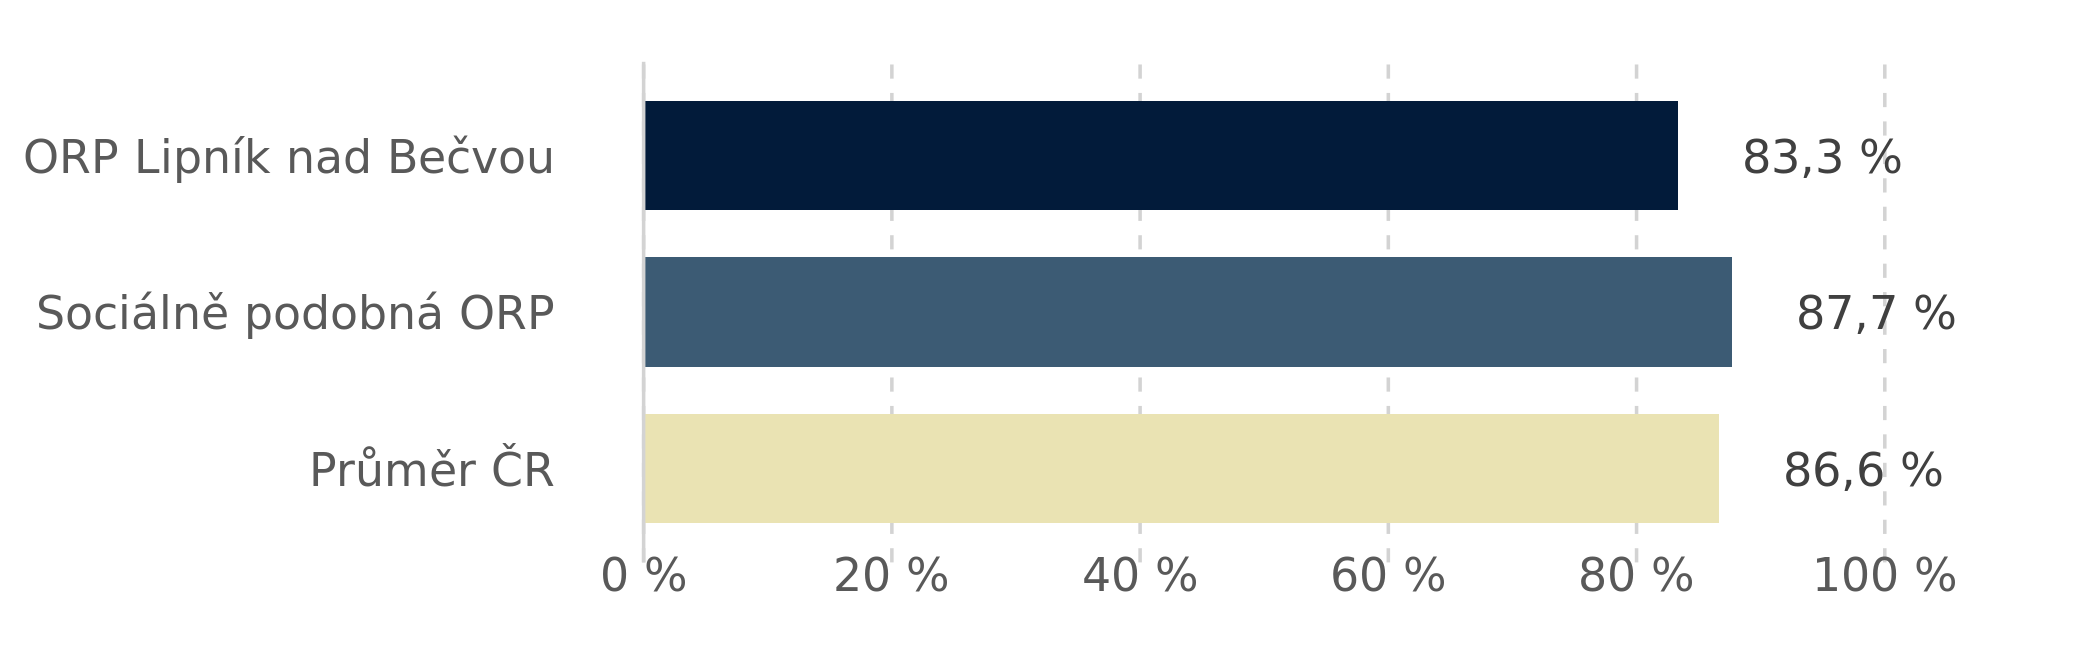 ORP Lipník nad Bečvou
83,3 %
Sociálně podobná ORP
87,7 %
Průměr ČR
86,6 %
0 % 20 % 40 % 60 % 80 % 100 %